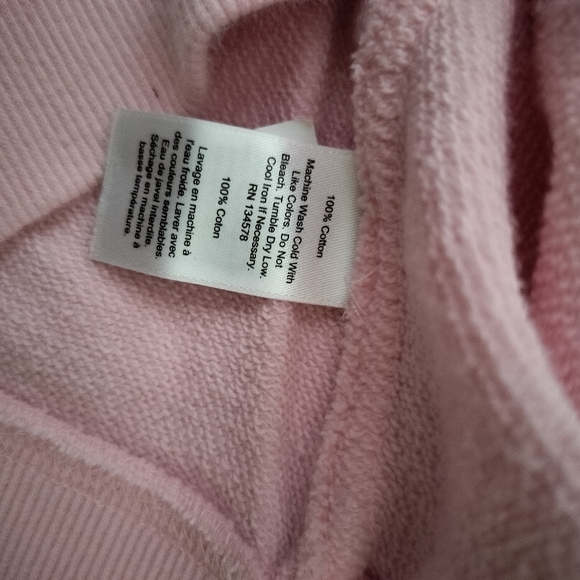 100% Cotton
Machine Wash Cold With
Like Colors. Do Not
Bleach. Tumble Dry Low.
Cool Iron If Necessary.
RN 134578
100% Coton
Lavage en machine à
l'eau froide. Laver avec
des couleurs semblables.
Eau de javel interdite.
Séchage en machine à
basse température.